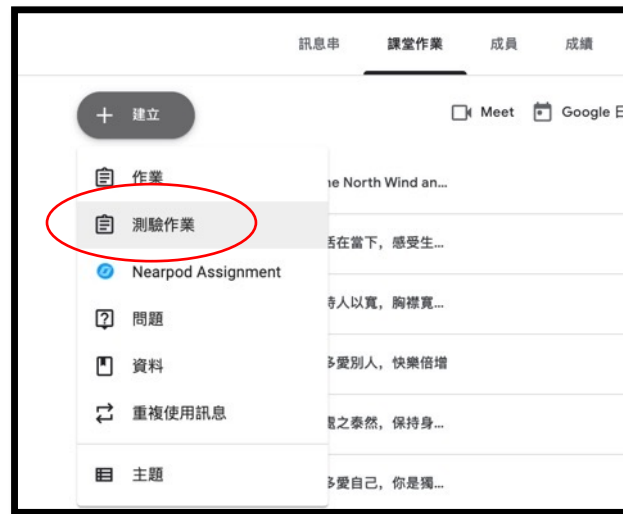 訊息串 課堂作業 成員 成績
+ 建立
Meet Google
作業
ne North Wind an...
測驗作業
活在當下，感受生...
Nearpod Assignment
待人以寬，胸襟寬...
問題
資料
多愛別人，快樂倍增
重複使用訊息
處之泰然，保持身...
主題
多愛自己，你是獨...